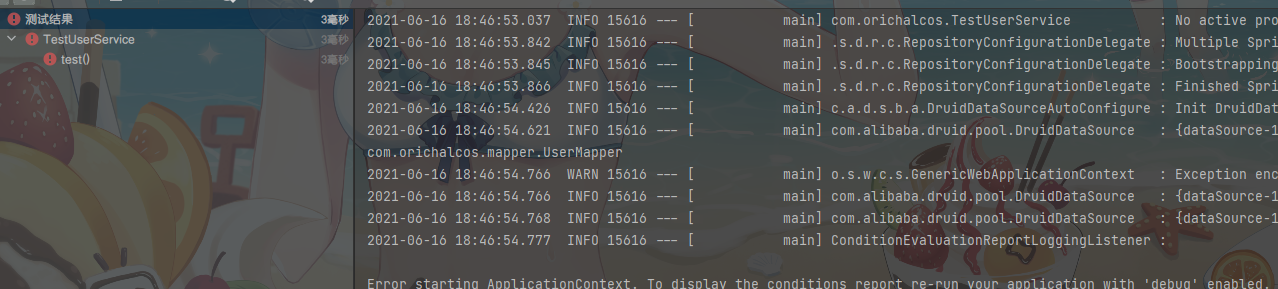 测试结果 3毫秒
TestUserService 3毫秒
test() 3毫秒
2021-06-16 18:46:53.037  INFO 15616 --- [           main] com.orichalcos.TestUserService           : No active pro
2021-06-16 18:46:53.842  INFO 15616 --- [           main] .s.d.r.c.RepositoryConfigurationDelegate : Multiple Spri
2021-06-16 18:46:53.845  INFO 15616 --- [           main] .s.d.r.c.RepositoryConfigurationDelegate : Bootstrapping
2021-06-16 18:46:53.866  INFO 15616 --- [           main] .s.d.r.c.RepositoryConfigurationDelegate : Finished Spri
2021-06-16 18:46:54.426  INFO 15616 --- [           main] c.a.d.s.b.a.DruidDataSourceAutoConfigure : Init DruidDat
2021-06-16 18:46:54.621  INFO 15616 --- [           main] com.alibaba.druid.pool.DruidDataSource   : {dataSource-1
com.orichalcos.mapper.UserMapper
2021-06-16 18:46:54.766  WARN 15616 --- [           main] o.s.w.c.s.GenericWebApplicationContext   : Exception enc
2021-06-16 18:46:54.766  INFO 15616 --- [           main] com.alibaba.druid.pool.DruidDataSource   : {dataSource-1
2021-06-16 18:46:54.768  INFO 15616 --- [           main] com.alibaba.druid.pool.DruidDataSource   : {dataSource-1
2021-06-16 18:46:54.777  INFO 15616 --- [           main] ConditionEvaluationReportLoggingListener :
Error starting ApplicationContext. To display the conditions report re-run your application with 'debug' enabled.